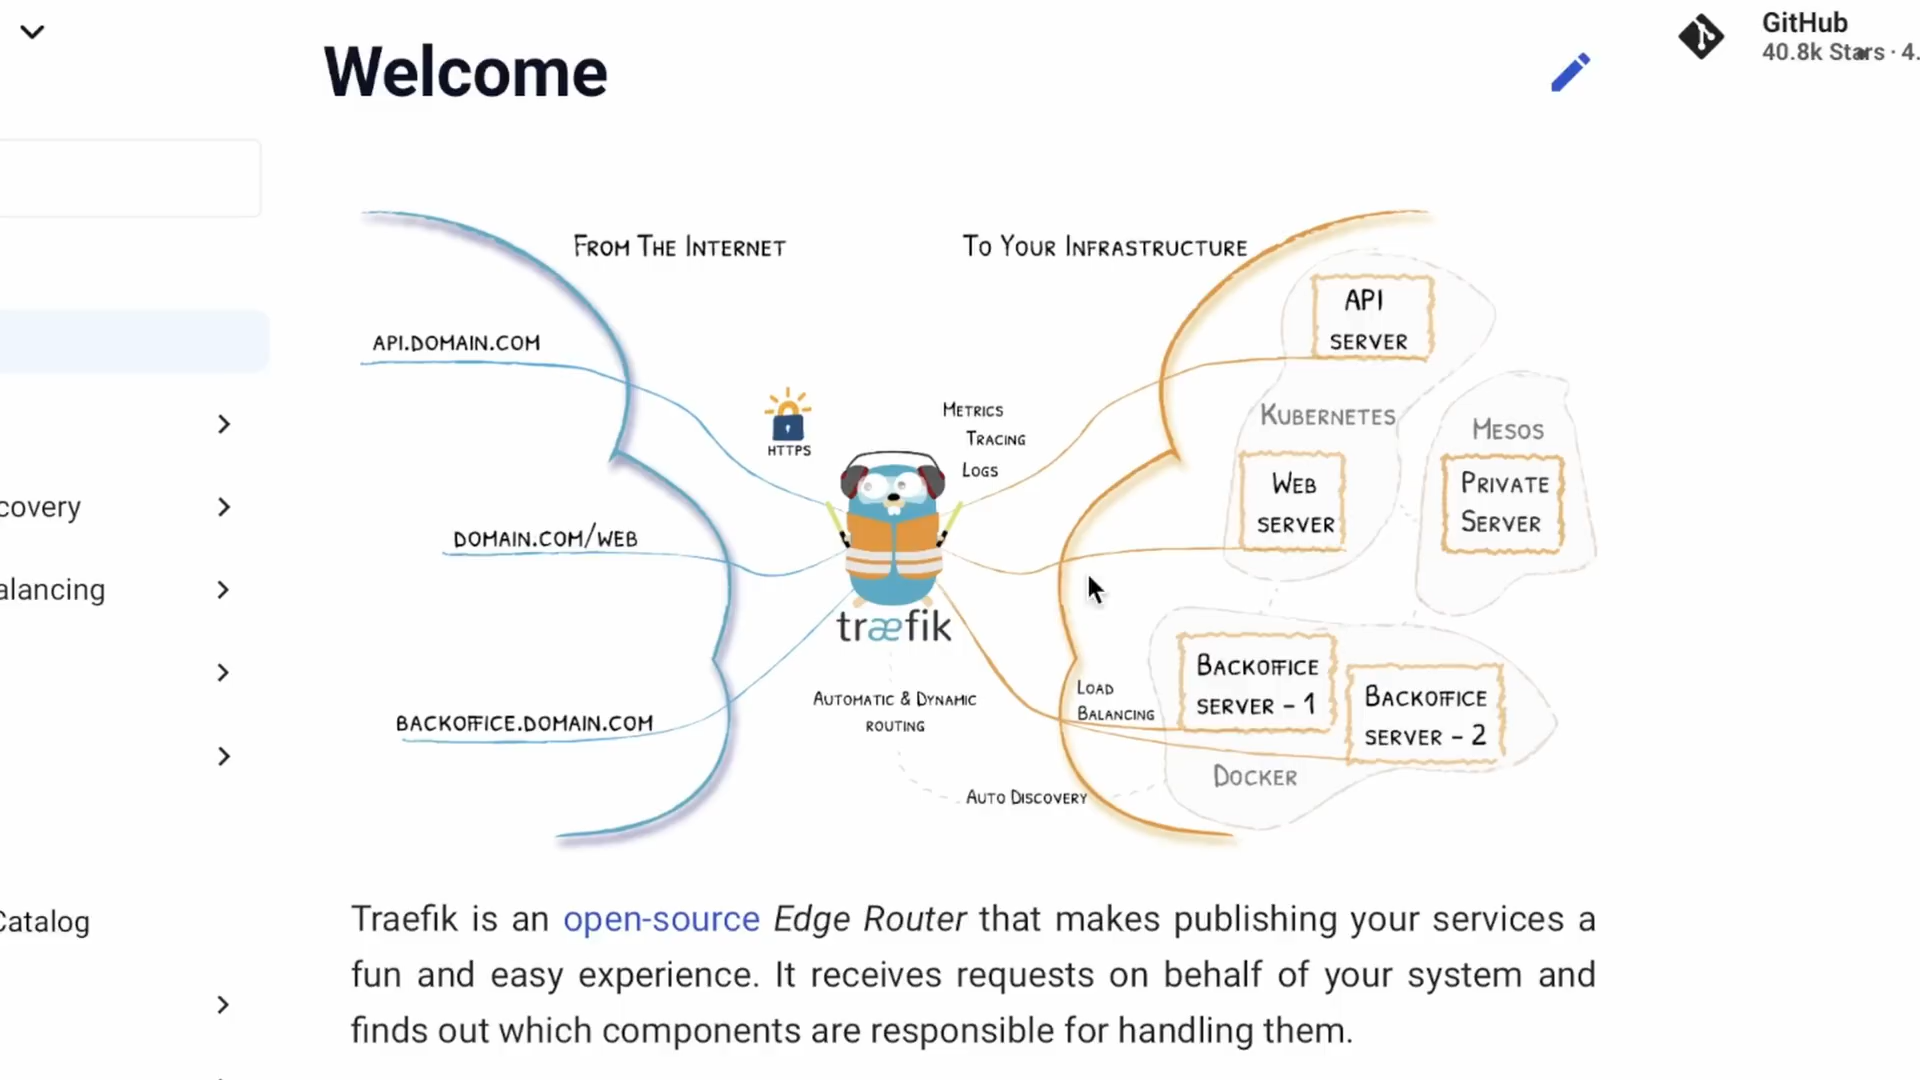 Welcome
GitHub
40.8k Stars · 4.
FROM THE INTERNET
TO YOUR INFRASTRUCTURE
API
SERVER
API.DOMAIN.COM
HTTPS
METRICS
TRACING
LOGS
KUBERNETES
MESOS
WEB
SERVER
PRIVATE
SERVER
DOMAIN.COM/WEB
træfik
BACKOFFICE.DOMAIN.COM
AUTOMATIC & DYNAMIC
ROUTING
LOAD
BALANCING
BACKOFFICE
SERVER - 1
BACKOFFICE
SERVER - 2
DOCKER
AUTO DISCOVERY
covery
alancing
Catalog
Traefik is an open-source Edge Router that makes publishing your services a
fun and easy experience. It receives requests on behalf of your system and
finds out which components are responsible for handling them.